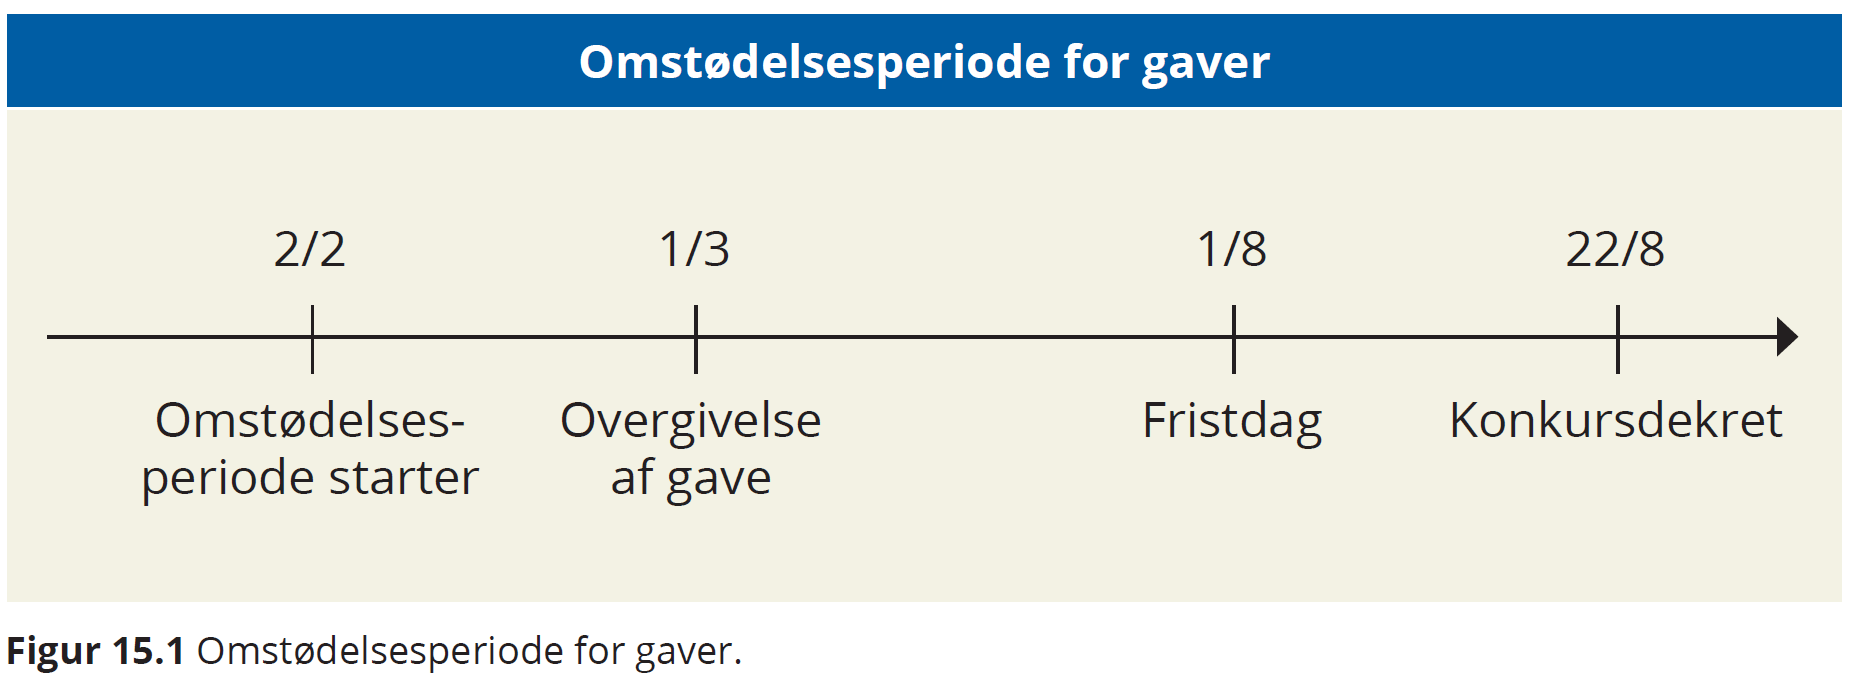 Omstødelsesperiode for gaver
2/2
1/3
1/8
22/8
Omstødelses-
periode starter
Overgivelse
af gave
Fristdag
Konkursdekret
Figur 15.1 Omstødelsesperiode for gaver.